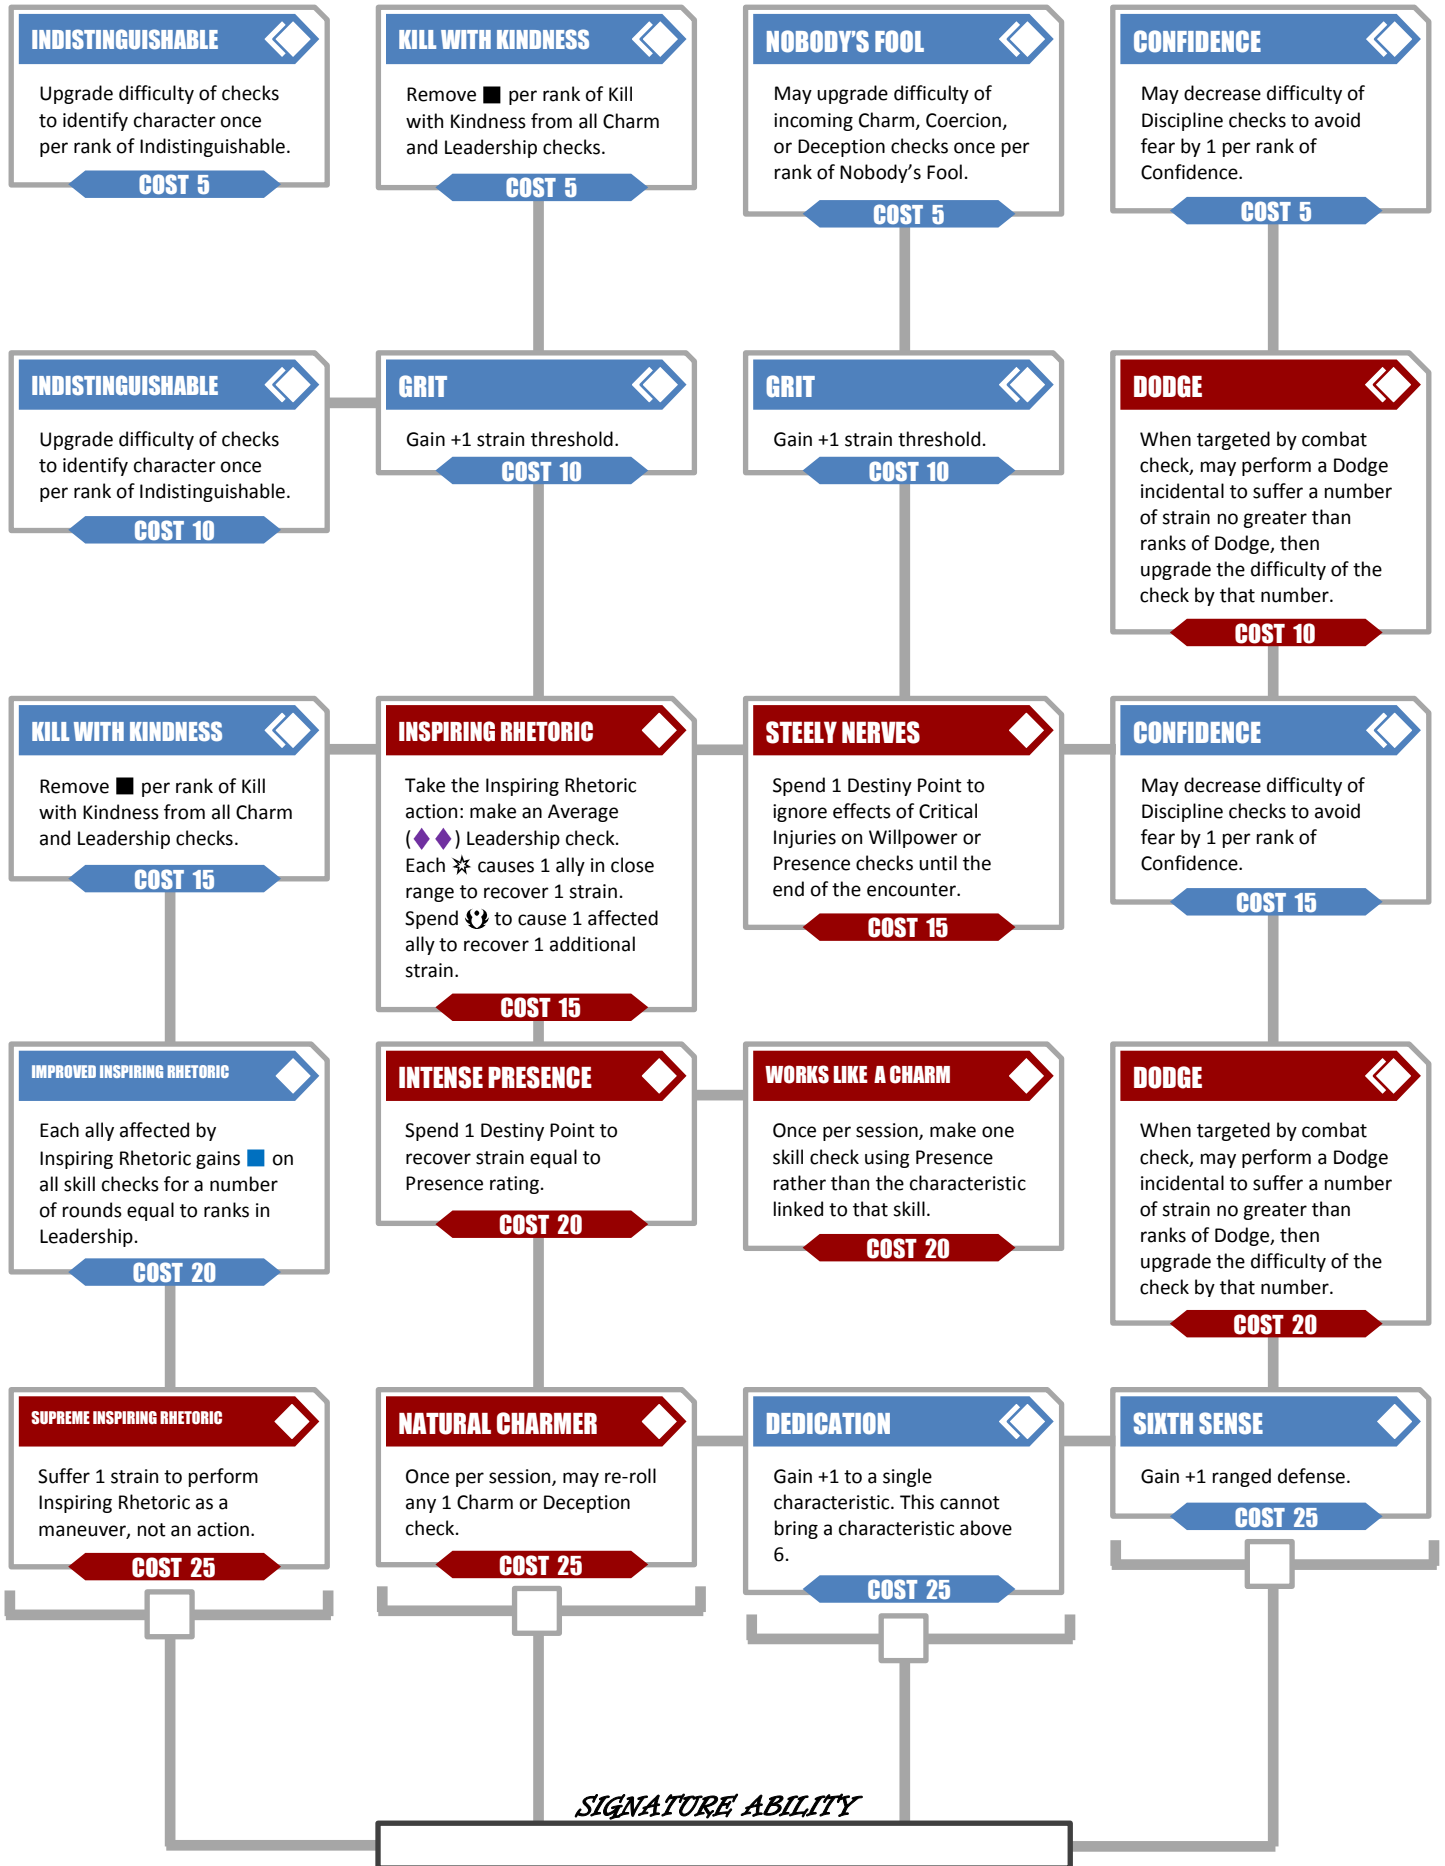 INDISTINGUISHABLE
Upgrade difficulty of checks
to identify character once
per rank of Indistinguishable.
COST 5
KILL WITH KINDNESS
Remove ■ per rank of Kill
with Kindness from all Charm
and Leadership checks.
COST 5
NOBODY'S FOOL
May upgrade difficulty of
incoming Charm, Coercion,
or Deception checks once per
rank of Nobody's Fool.
COST 5
CONFIDENCE
May decrease difficulty of
Discipline checks to avoid
fear by 1 per rank of
Confidence.
COST 5
INDISTINGUISHABLE
Upgrade difficulty of checks
to identify character once
per rank of Indistinguishable.
COST 10
GRIT
Gain +1 strain threshold.
COST 10
GRIT
Gain +1 strain threshold.
COST 10
DODGE
When targeted by combat
check, may perform a Dodge
incidental to suffer a number
of strain no greater than
ranks of Dodge, then
upgrade the difficulty of the
check by that number.
COST 10
KILL WITH KINDNESS
Remove ■ per rank of Kill
with Kindness from all Charm
and Leadership checks.
COST 15
INSPIRING RHETORIC
Take the Inspiring Rhetoric
action: make an Average
(♦♦) Leadership check.
Each causes 1 ally in close
range to recover 1 strain.
Spend to cause 1 affected
ally to recover 1 additional
strain.
COST 15
STEELY NERVES
Spend 1 Destiny Point to
ignore effects of Critical
Injuries on Willpower or
Presence checks until the
end of the encounter.
COST 15
CONFIDENCE
May decrease difficulty of
Discipline checks to avoid
fear by 1 per rank of
Confidence.
COST 15
IMPROVED INSPIRING RHETORIC
Each ally affected by
Inspiring Rhetoric gains ■ on
all skill checks for a number
of rounds equal to ranks in
Leadership.
COST 20
INTENSE PRESENCE
Spend 1 Destiny Point to
recover strain equal to
Presence rating.
COST 20
WORKS LIKE A CHARM
Once per session, make one
skill check using Presence
rather than the characteristic
linked to that skill.
COST 20
DODGE
When targeted by combat
check, may perform a Dodge
incidental to suffer a number
of strain no greater than
ranks of Dodge, then
upgrade the difficulty of the
check by that number.
COST 20
SUPREME INSPIRING RHETORIC
Suffer 1 strain to perform
Inspiring Rhetoric as a
maneuver, not an action.
COST 25
NATURAL CHARMER
Once per session, may re-roll
any 1 Charm or Deception
check.
COST 25
DEDICATION
Gain +1 to a single
characteristic. This cannot
bring a characteristic above
6.
COST 25
SIXTH SENSE
Gain +1 ranged defense.
COST 25
SIGNATURE ABILITY